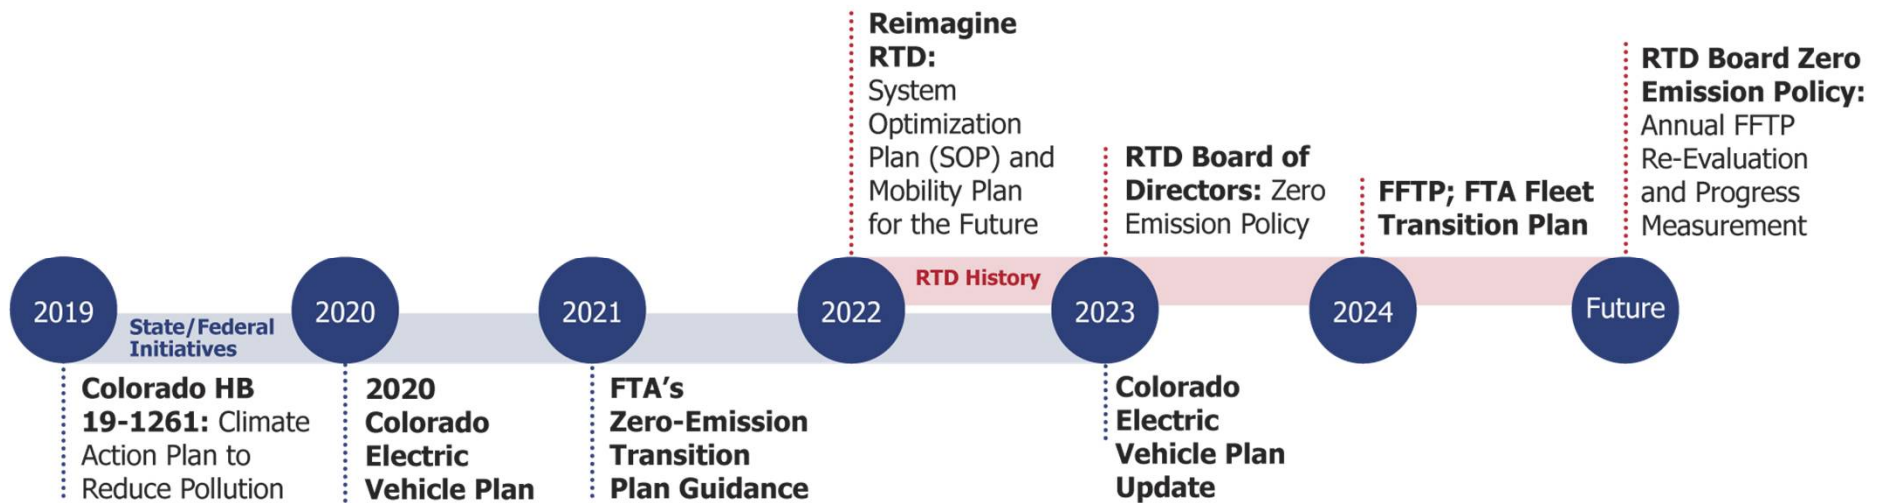 Reimagine
RTD:
System
Optimization
Plan (SOP) and
Mobility Plan
for the Future
RTD Board of
Directors: Zero
Emission Policy
FFTP; FTA Fleet
Transition Plan
RTD Board Zero
Emission Policy:
Annual FFTP
Re-Evaluation
and Progress
Measurement
RTD History
2019
2020
2021
2022
2023
2024
Future
State/Federal
Initiatives
Colorado HB
19-1261: Climate
Action Plan to
Reduce Pollution
2020
Colorado
Electric
Vehicle Plan
FTA’s
Zero-Emission
Transition
Plan Guidance
Colorado
Electric
Vehicle Plan
Update